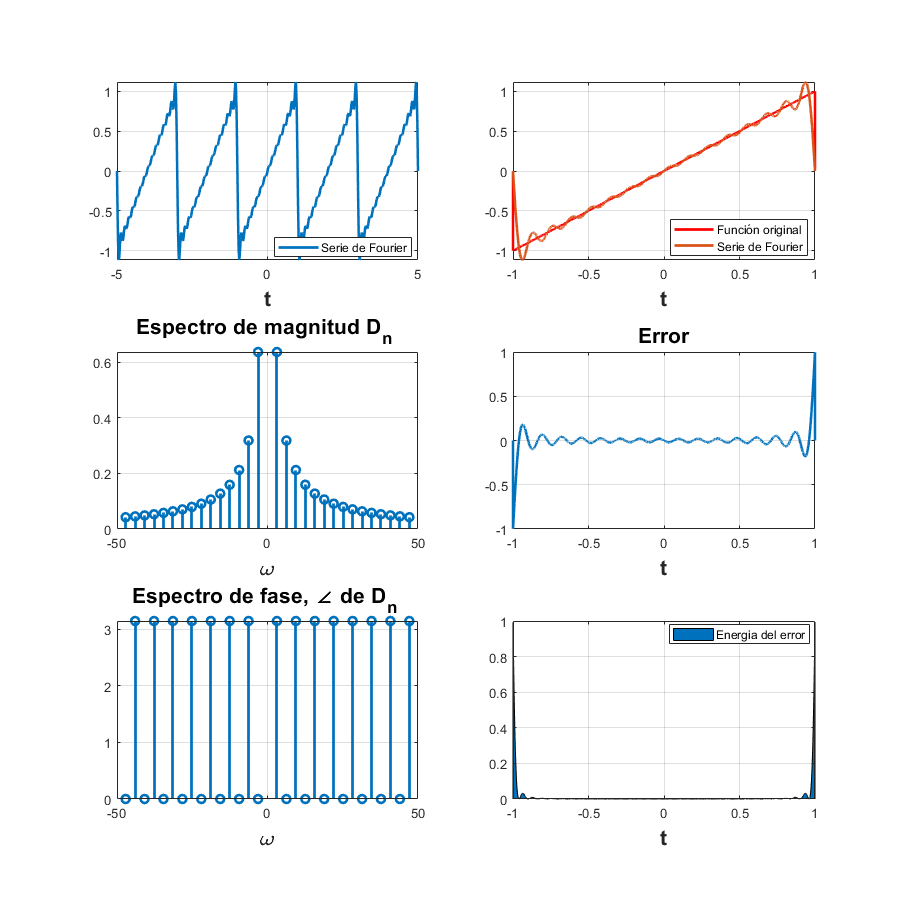 1
0.5
0
-0.5
-1
Serie de Fourier
-5 0 5
t
1
0.5
0
-0.5
-1
Función original
Serie de Fourier
-1 -0.5 0 0.5 1
t
Espectro de magnitud Dn
0.6
0.4
0.2
0
-50 0 50
ω
Error
1
0.5
0
-0.5
-1
-1 -0.5 0 0.5 1
t
Espectro de fase, ∠ de Dn
3
2
1
0
-50 0 50
ω
1
0.8
0.6
0.4
0.2
0
Energia del error
-1 -0.5 0 0.5 1
t